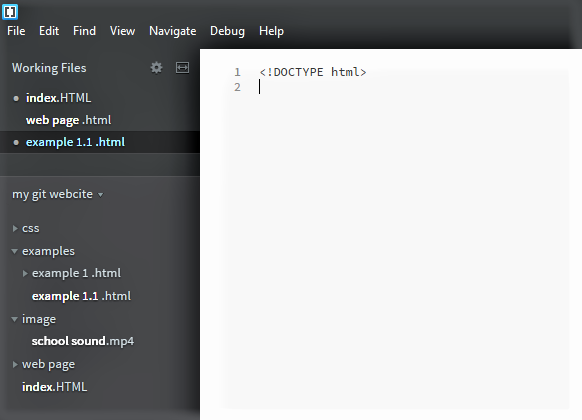 File Edit Find View Navigate Debug Help
Working Files
index.HTML
web page .html
example 1.1 .html
my git webcite
css
examples
example 1 .html
example 1.1 .html
image
school sound.mp4
web page
index.HTML
1 <!DOCTYPE html>
2